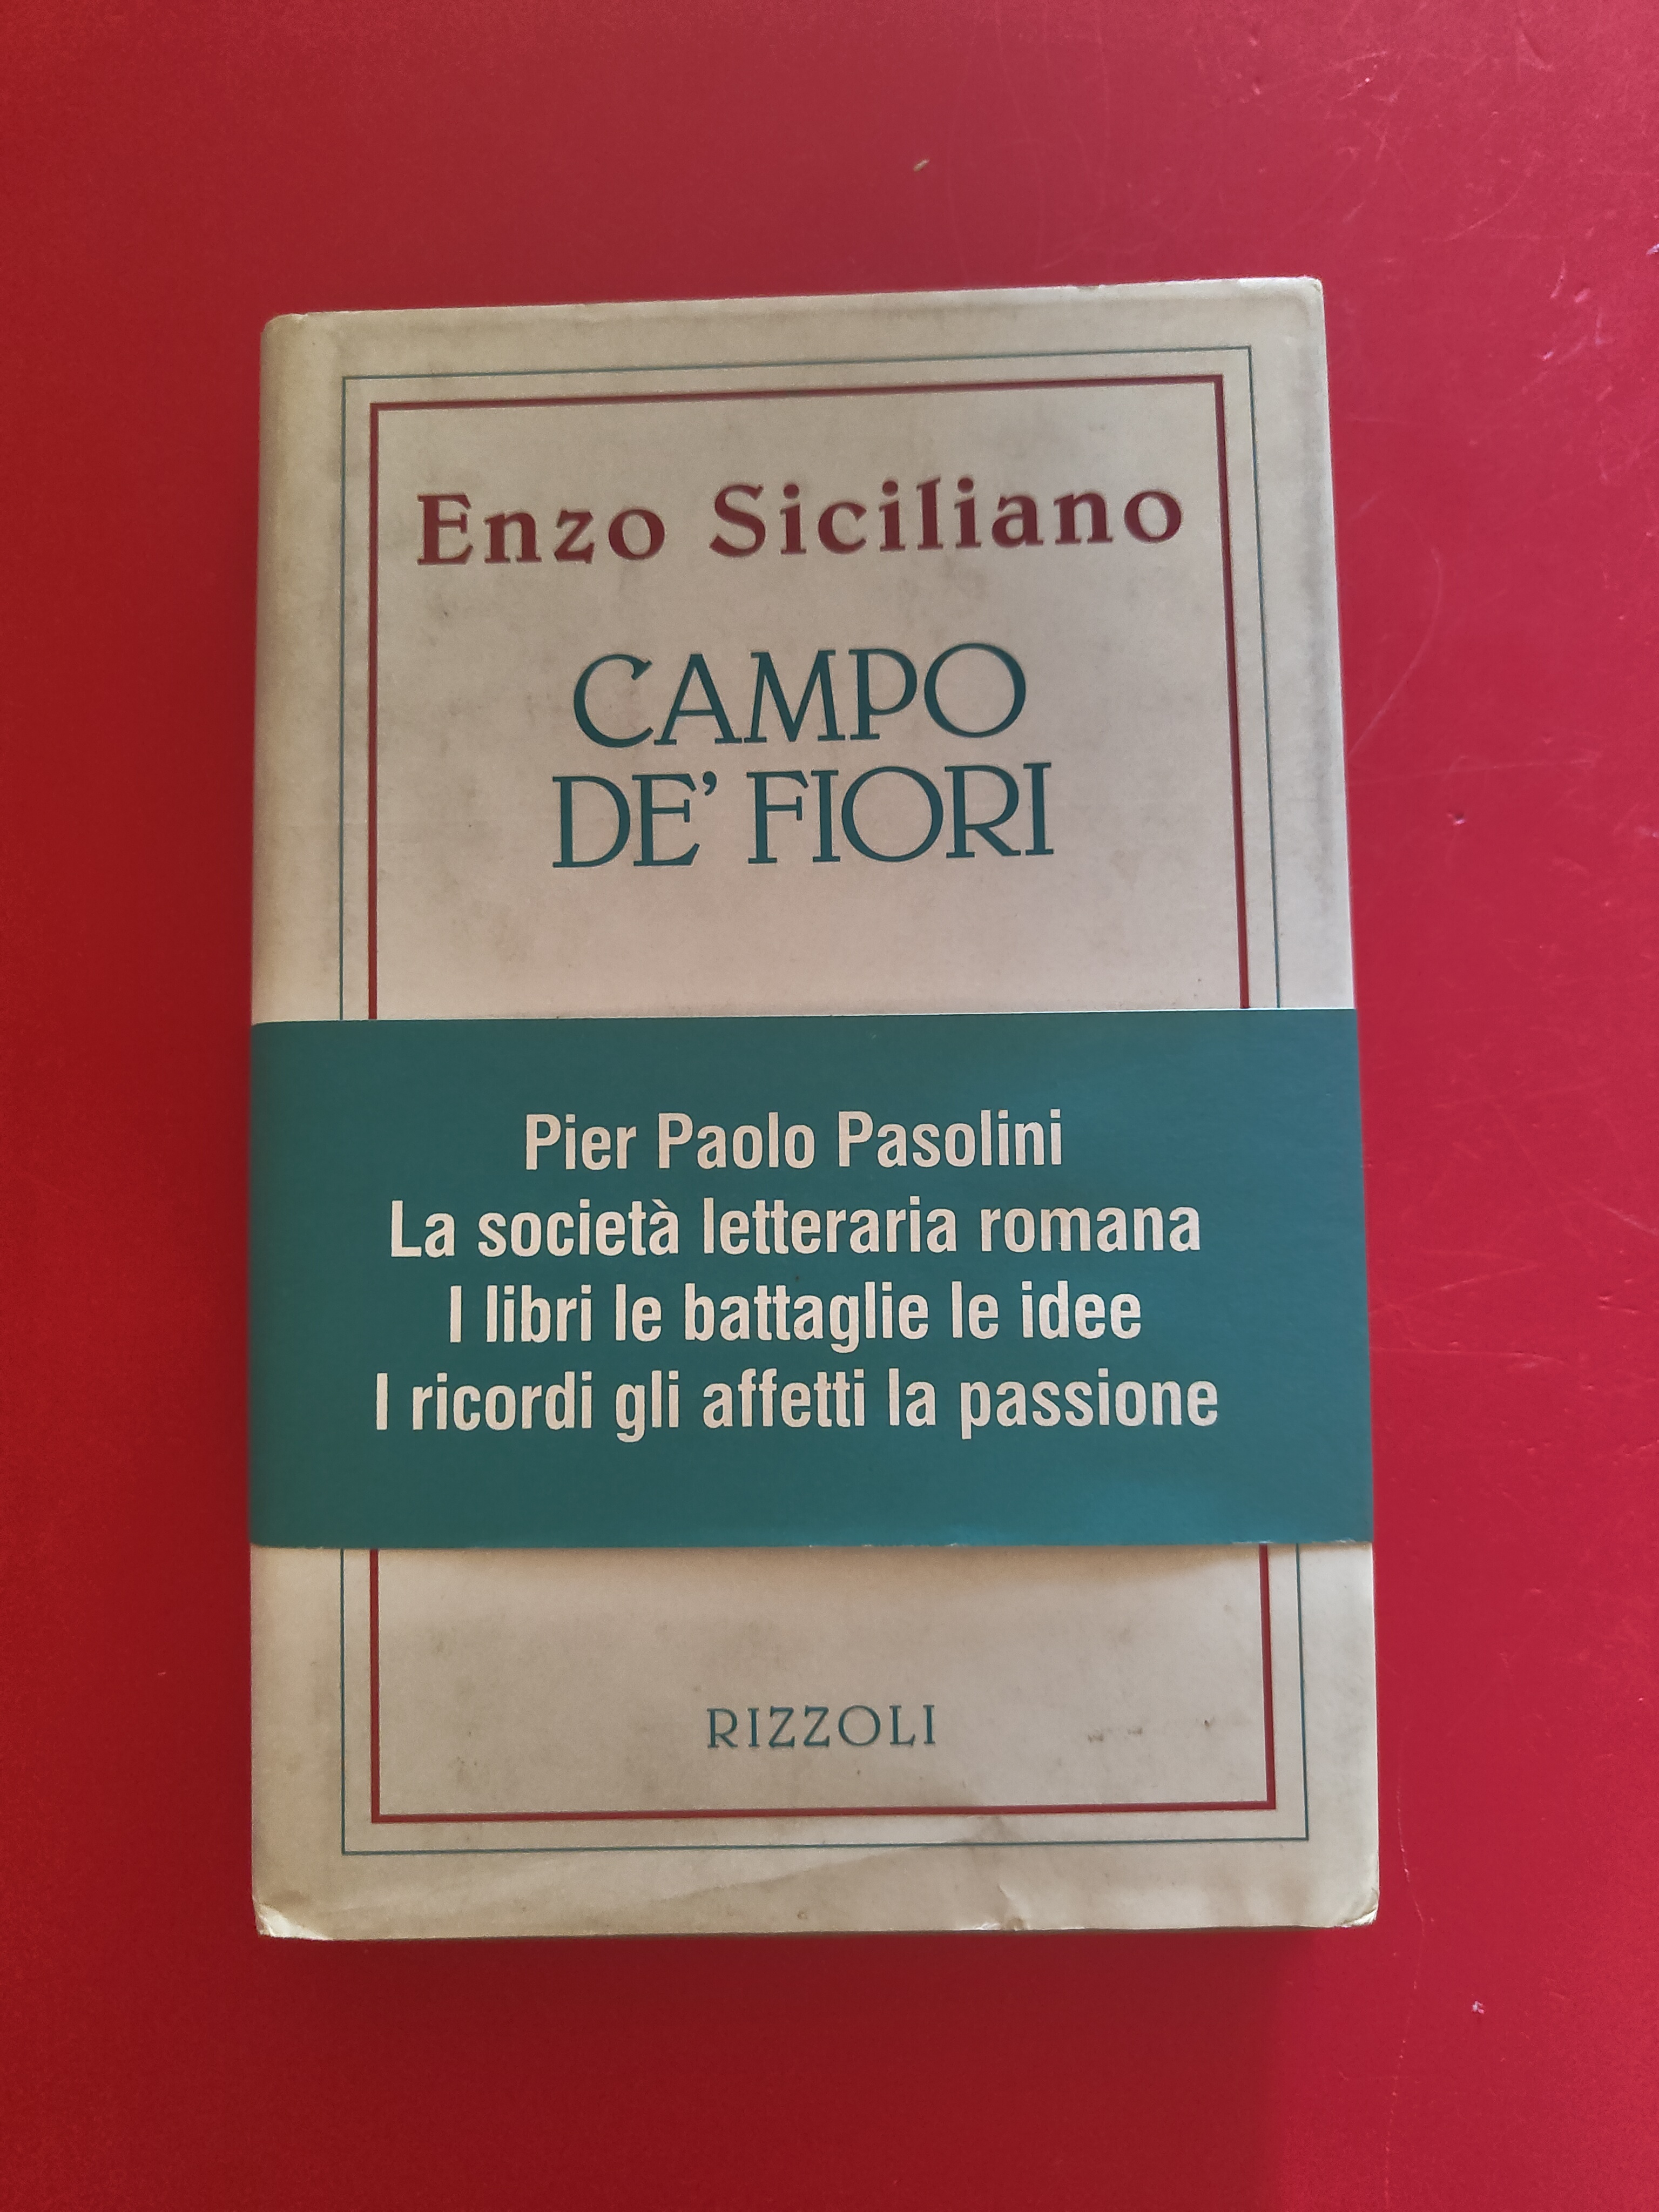 Enzo Siciliano
CAMPO
DE' FIORI
Pier Paolo Pasolini
La società letteraria romana
I libri le battaglie le idee
I ricordi gli affetti la passione
RIZZOLI